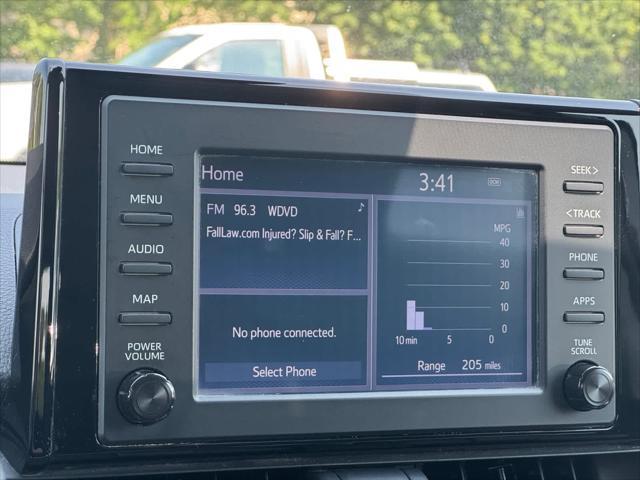 HOME
MENU
AUDIO
MAP
POWER
VOLUME
Home
3:41
DCM
FM 96.3 WDVD
FallLaw.com Injured? Slip & Fall? F...
No phone connected.
Select Phone
MPG
40
30
20
10
0
10 min 5 0
Range 205 miles
SEEK>
<TRACK
PHONE
APPS
TUNE
SCROLL